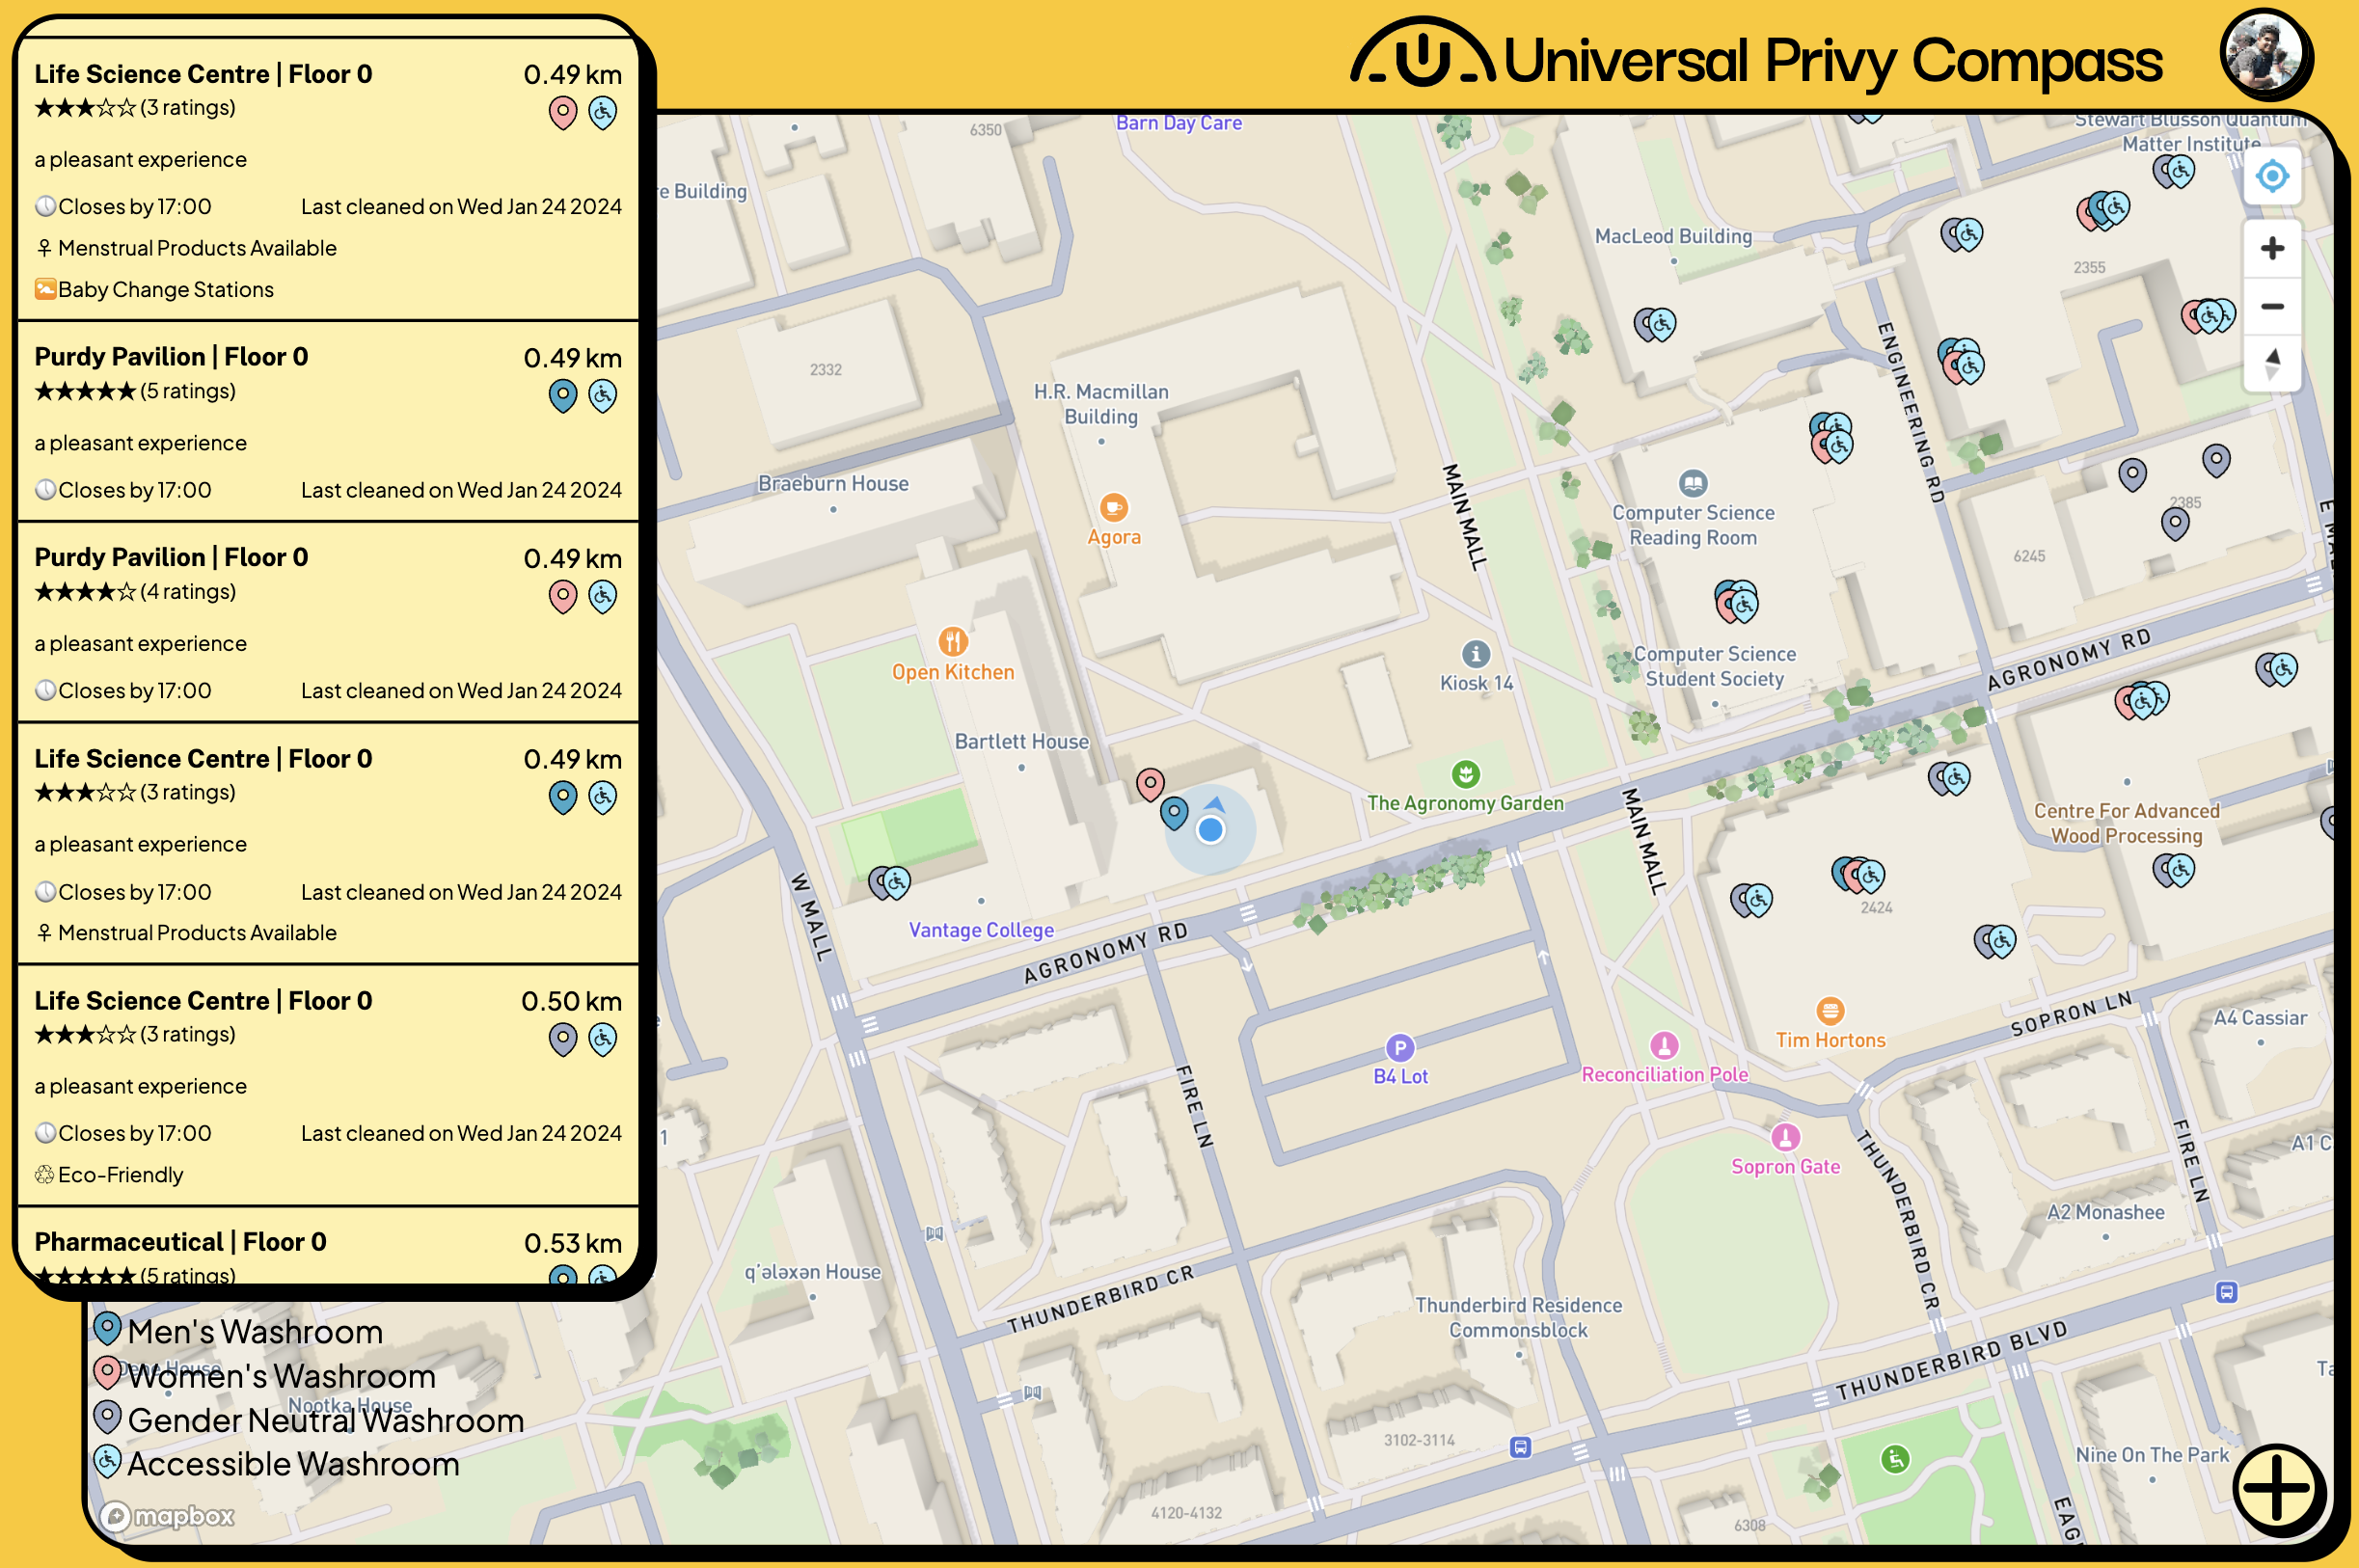 Universal Privy Compass
Life Science Centre | Floor 0
0.49 km
★★★☆☆ (3 ratings)
a pleasant experience
Closes by 17:00
Last cleaned on Wed Jan 24 2024
Menstrual Products Available
Baby Change Stations
Purdy Pavilion | Floor 0
0.49 km
★★★★★ (5 ratings)
a pleasant experience
Closes by 17:00
Last cleaned on Wed Jan 24 2024
Purdy Pavilion | Floor 0
0.49 km
★★★★☆ (4 ratings)
a pleasant experience
Closes by 17:00
Last cleaned on Wed Jan 24 2024
Life Science Centre | Floor 0
0.49 km
★★★☆☆ (3 ratings)
a pleasant experience
Closes by 17:00
Last cleaned on Wed Jan 24 2024
Menstrual Products Available
Life Science Centre | Floor 0
0.50 km
★★★☆☆ (3 ratings)
a pleasant experience
Closes by 17:00
Last cleaned on Wed Jan 24 2024
Eco-Friendly
Pharmaceutical | Floor 0
0.53 km
★★★★★ (5 ratings)
Men's Washroom
Women's Washroom
Gender Neutral Washroom
Accessible Washroom
Nootka House
mapbox
Barn Day Care
6350
Stewart Blusson Quantum
Matter Institute
re Building
MacLeod Building
2355
2332
H.R. Macmillan
Building
ENGINEERING RD
Braeburn House
MAIN MALL
Computer Science
Reading Room
2385
Agora
6245
Open Kitchen
Kiosk 14
Computer Science
Student Society
AGRONOMY RD
Bartlett House
The Agronomy Garden
MAIN MALL
Centre For Advanced
Wood Processing
W MALL
2424
Vantage College
AGRONOMY RD
SOPRON LN
A4 Cassiar
Tim Hortons
P
B4 Lot
Reconciliation Pole
FIRE LN
Sopron Gate
THUNDERBIRD CR
FIRE LN
A1 C
A2 Monashee
q'ələxən House
THUNDERBIRD CR
Thunderbird Residence
Commonsblock
THUNDERBIRD BLVD
3102-3114
Nine On The Park
4120-4132
6308